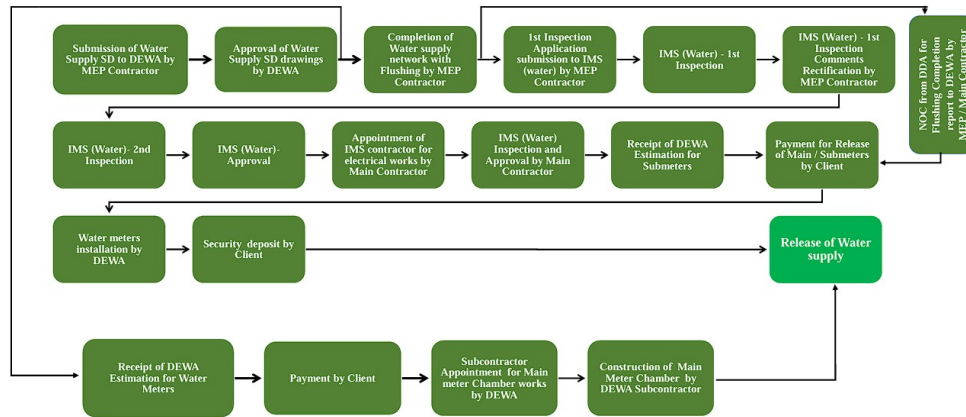 Submission of Water
Supply SD to DEWA by
MEP Contractor
Approval of Water
Supply SD drawings by
DEWA
Completion of
Water supply
network with
Flushing by MEP
Contractor
1st Inspection
Application
submission to IMS
(water) by MEP
Contractor
IMS (Water) - 1st
Inspection
IMS (Water) - 1st
Inspection
Comments
Rectification by
MEP Contractor
NOC from DDA for
Flushing Completion
report to DEWA by
MEP / Main Contractor
IMS (Water)- 2nd
Inspection
IMS (Water)-
Approval
Appointment of
IMS contractor for
electrical works by
Main Contractor
IMS (Water)
Inspection and
Approval by Main
Contractor
Receipt of DEWA
Estimation for
Submeters
Payment for Release
of Main / Submeters
by Client
Water meters
installation by
DEWA
Security deposit by
Client
Release of Water
supply
Receipt of DEWA
Estimation for Water
Meters
Payment by Client
Subcontractor
Appointment for Main
meter Chamber works
by DEWA
Construction of Main
Meter Chamber by
DEWA Subcontractor